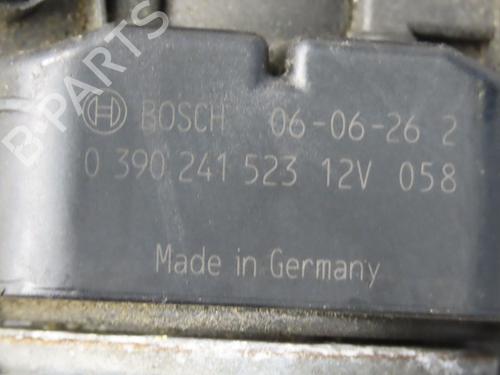 B-PARTS
BOSCH 06-06-26 2
0 390 241 523 12V 058
Made in Germany